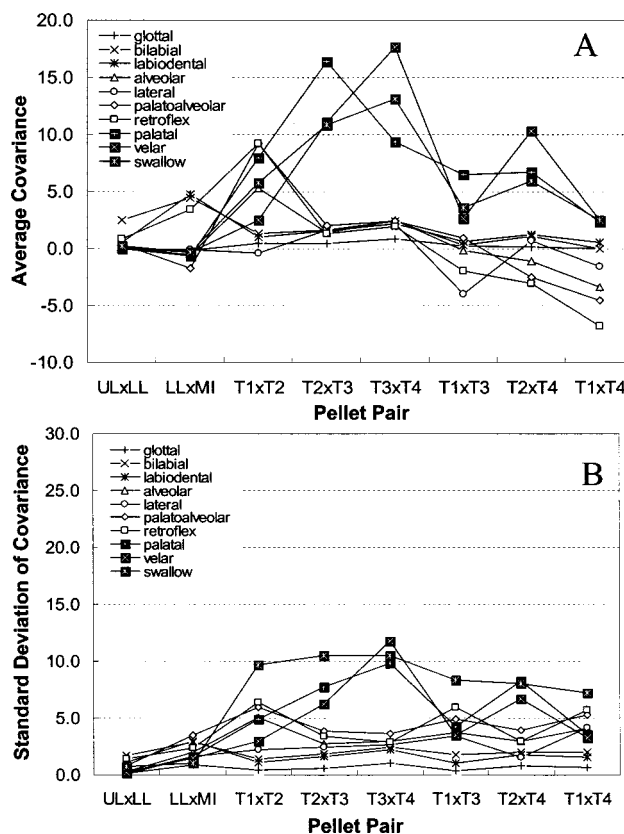 A
20.0
15.0
10.0
5.0
0.0
-5.0
-10.0
Average Covariance
glottal
bilabial
labiodental
alveolar
lateral
palatoalveolar
retroflex
palatal
velar
swallow
ULxLL LLxMI T1xT2 T2xT3 T3xT4 T1xT3 T2xT4 T1xT4
Pellet Pair
B
30.0
25.0
20.0
15.0
10.0
5.0
0.0
Standard Deviation of Covariance
glottal
bilabial
labiodental
alveolar
lateral
palatoalveolar
retroflex
palatal
velar
swallow
ULxLL LLxMI T1xT2 T2xT3 T3xT4 T1xT3 T2xT4 T1xT4
Pellet Pair